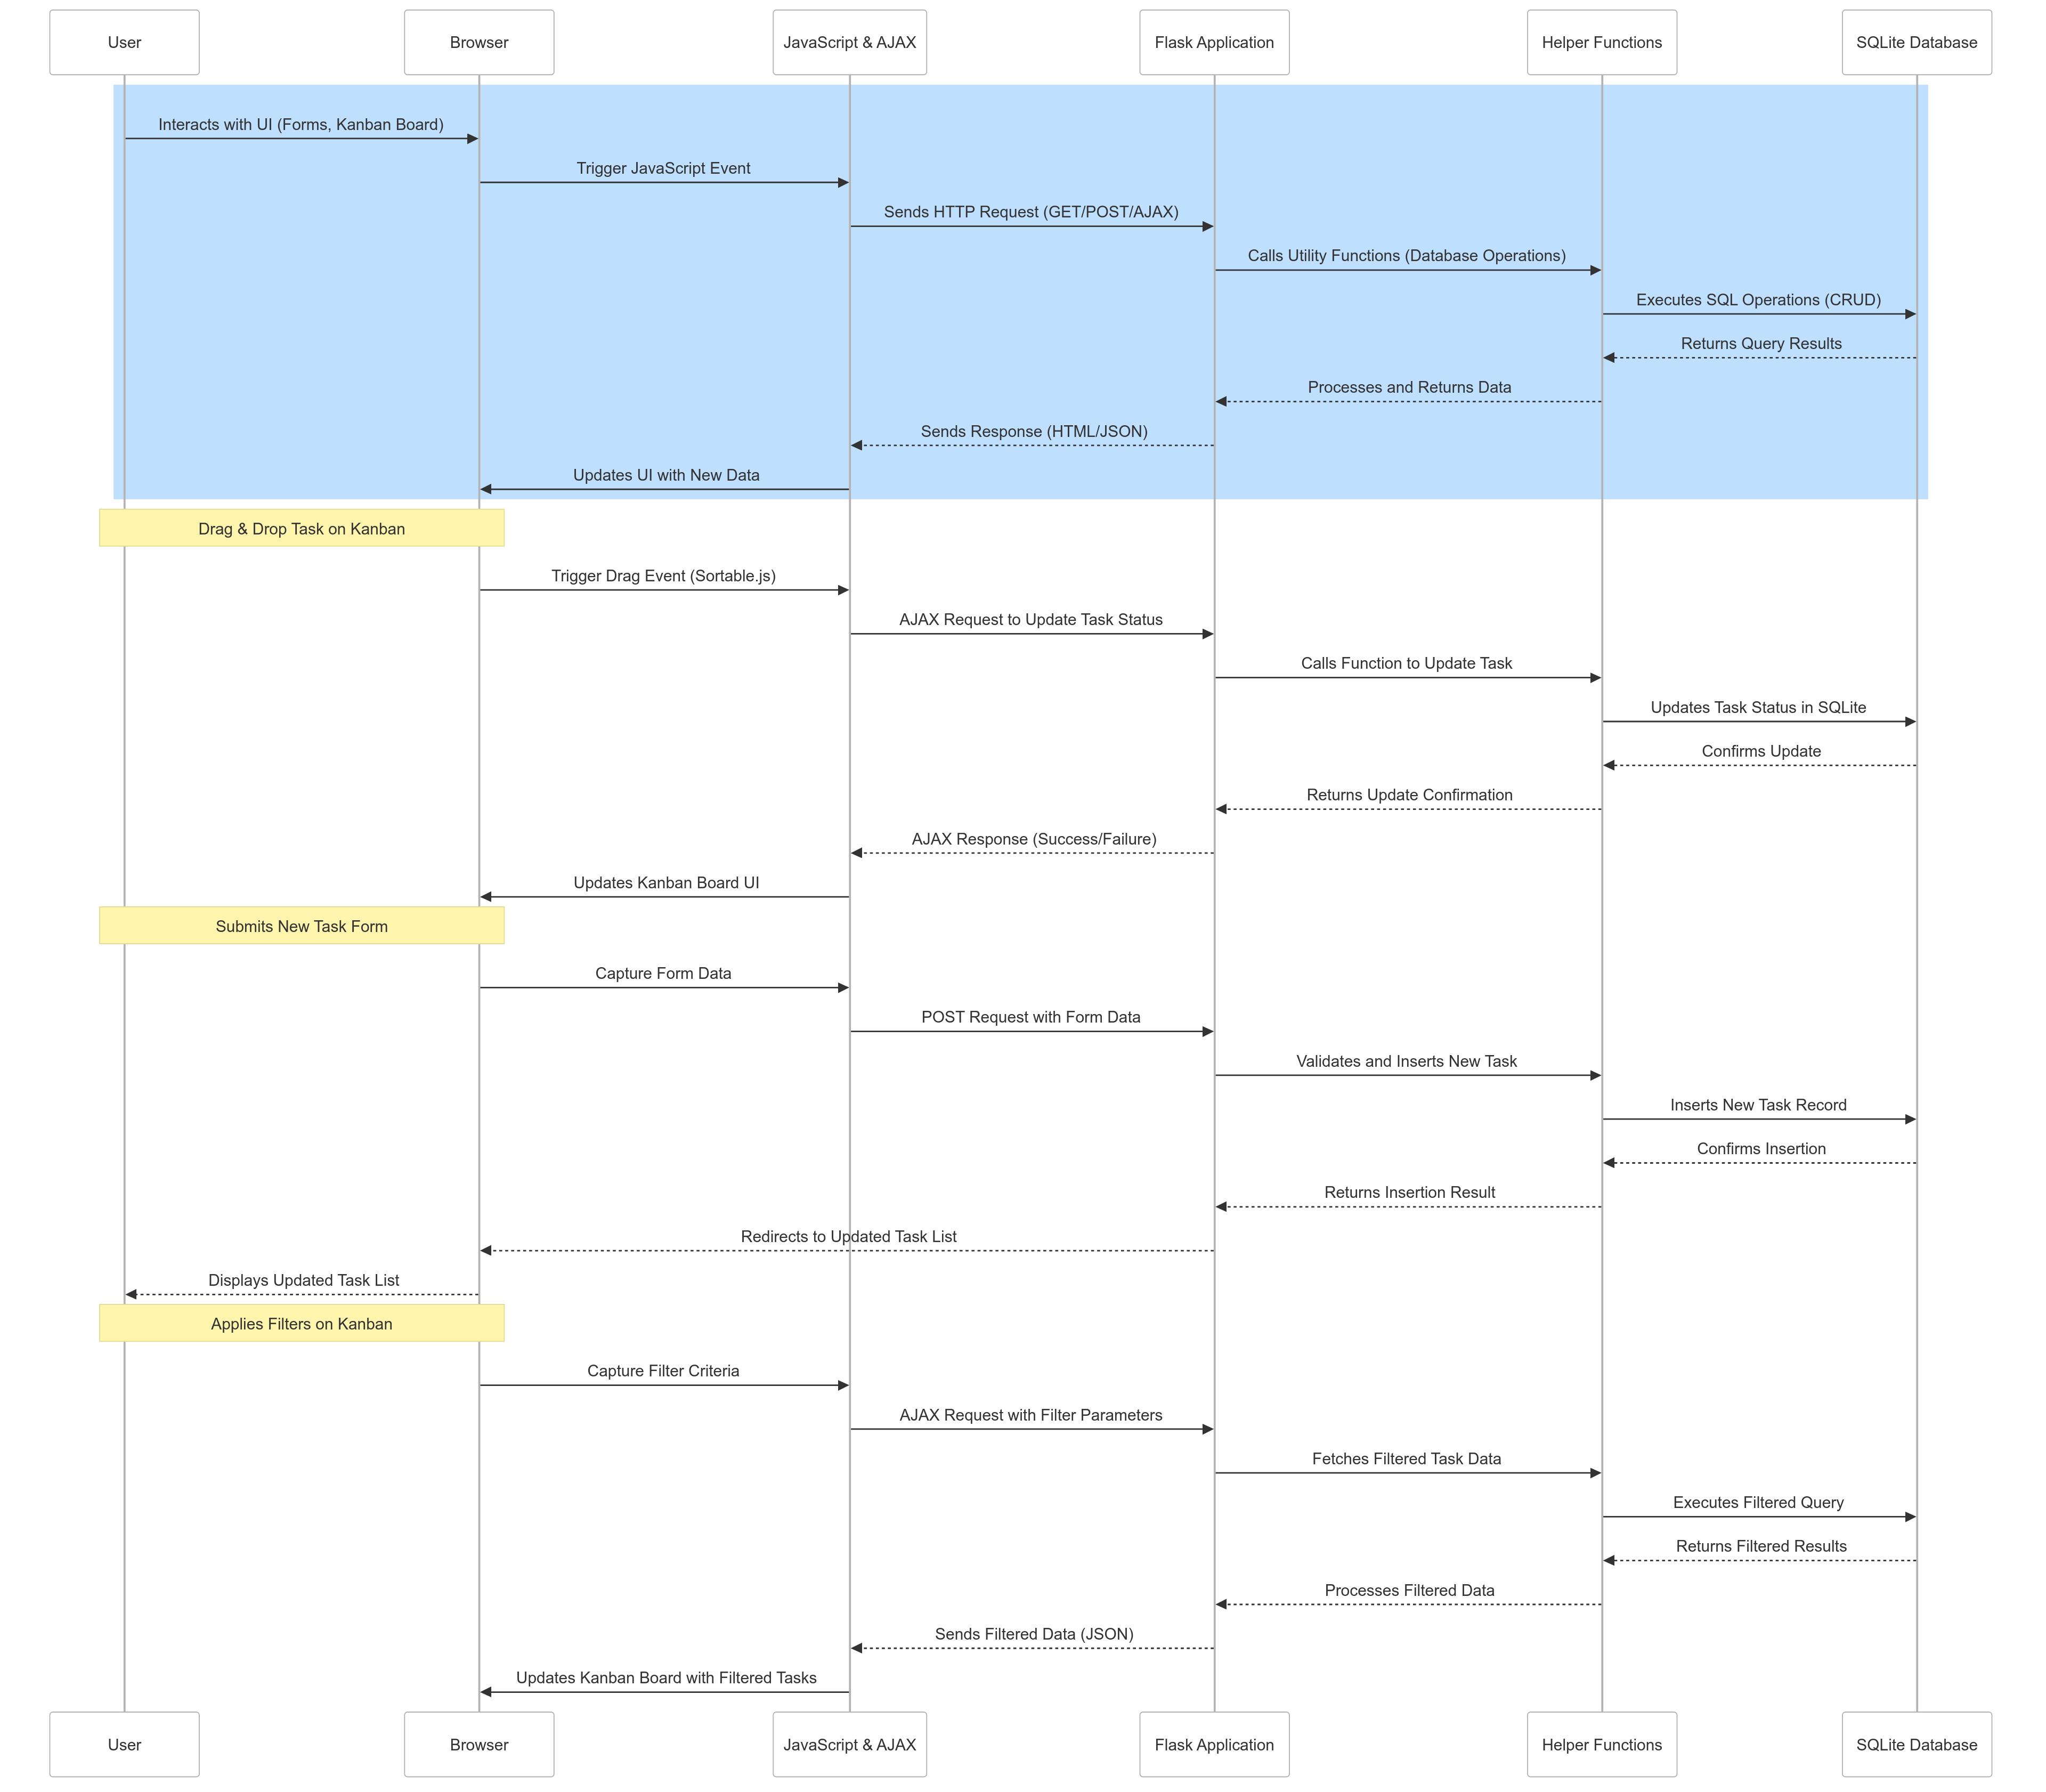 User
Browser
JavaScript & AJAX
Flask Application
Helper Functions
SQLite Database
Interacts with UI (Forms, Kanban Board)
Trigger JavaScript Event
Sends HTTP Request (GET/POST/AJAX)
Calls Utility Functions (Database Operations)
Executes SQL Operations (CRUD)
Returns Query Results
Processes and Returns Data
Sends Response (HTML/JSON)
Updates UI with New Data
Drag & Drop Task on Kanban
Trigger Drag Event (Sortable.js)
AJAX Request to Update Task Status
Calls Function to Update Task
Updates Task Status in SQLite
Confirms Update
Returns Update Confirmation
AJAX Response (Success/Failure)
Updates Kanban Board UI
Submits New Task Form
Capture Form Data
POST Request with Form Data
Validates and Inserts New Task
Inserts New Task Record
Confirms Insertion
Returns Insertion Result
Redirects to Updated Task List
Displays Updated Task List
Applies Filters on Kanban
Capture Filter Criteria
AJAX Request with Filter Parameters
Fetches Filtered Task Data
Executes Filtered Query
Returns Filtered Results
Processes Filtered Data
Sends Filtered Data (JSON)
Updates Kanban Board with Filtered Tasks
User
Browser
JavaScript & AJAX
Flask Application
Helper Functions
SQLite Database